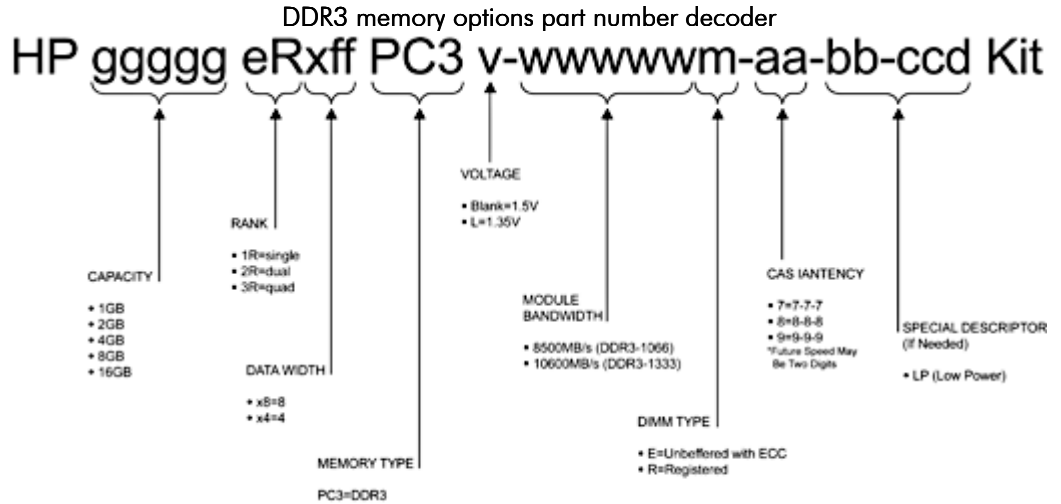 DDR3 memory options part number decoder
HP ggggg eRxff PC3 v-wwwwwm-aa-bb-ccd Kit
VOLTAGE
▪ Blank=1.5V
▪ L=1.35V
RANK
▪ 1R=single
▪ 2R=dual
▪ 3R=quad
CAPACITY
• 1GB
• 2GB
• 4GB
• 8GB
• 16GB
CAS IANTENCY
▪ 7=7-7-7
▪ 8=8-8-8
▪ 9=9-9-9
*Future Speed May
Be Two Digits
MODULE
BANDWIDTH
▪ 8500MB/s (DDR3-1066)
▪ 10600MB/s (DDR3-1333)
SPECIAL DESCRIPTOR
(If Needed)
• LP (Low Power)
DATA WIDTH
• x8=8
• x4=4
DIMM TYPE
• E=Unbeffered with ECC
• R=Registered
MEMORY TYPE
PC3=DDR3